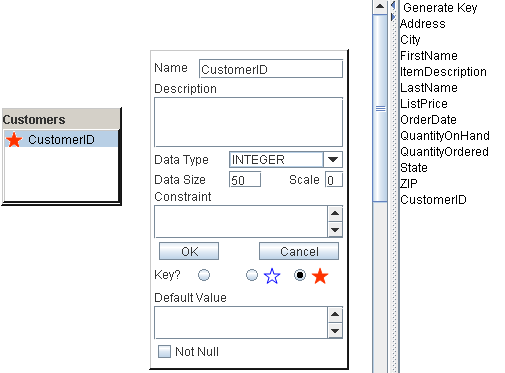 Customers
CustomerID
Name CustomerID
Description
Data Type INTEGER
Data Size 50 Scale 0
Constraint
OK Cancel
Key?
Default Value
Not Null
Generate Key
Address
City
FirstName
ItemDescription
LastName
ListPrice
OrderDate
QuantityOnHand
QuantityOrdered
State
ZIP
CustomerID